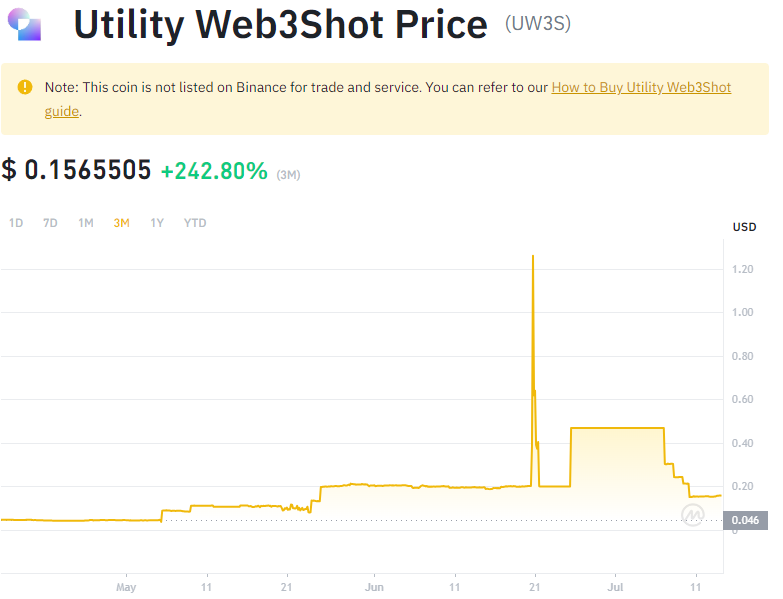 Utility Web3Shot Price (UW3S)
Note: This coin is not listed on Binance for trade and service. You can refer to our How to Buy Utility Web3Shot
guide.
$ 0.1565505 +242.80% (3M)
1D 7D 1M 3M 1Y YTD
USD
1.20
1.00
0.80
0.60
0.40
0.20
0.046
0
May 11 21 Jun 11 21 Jul 11